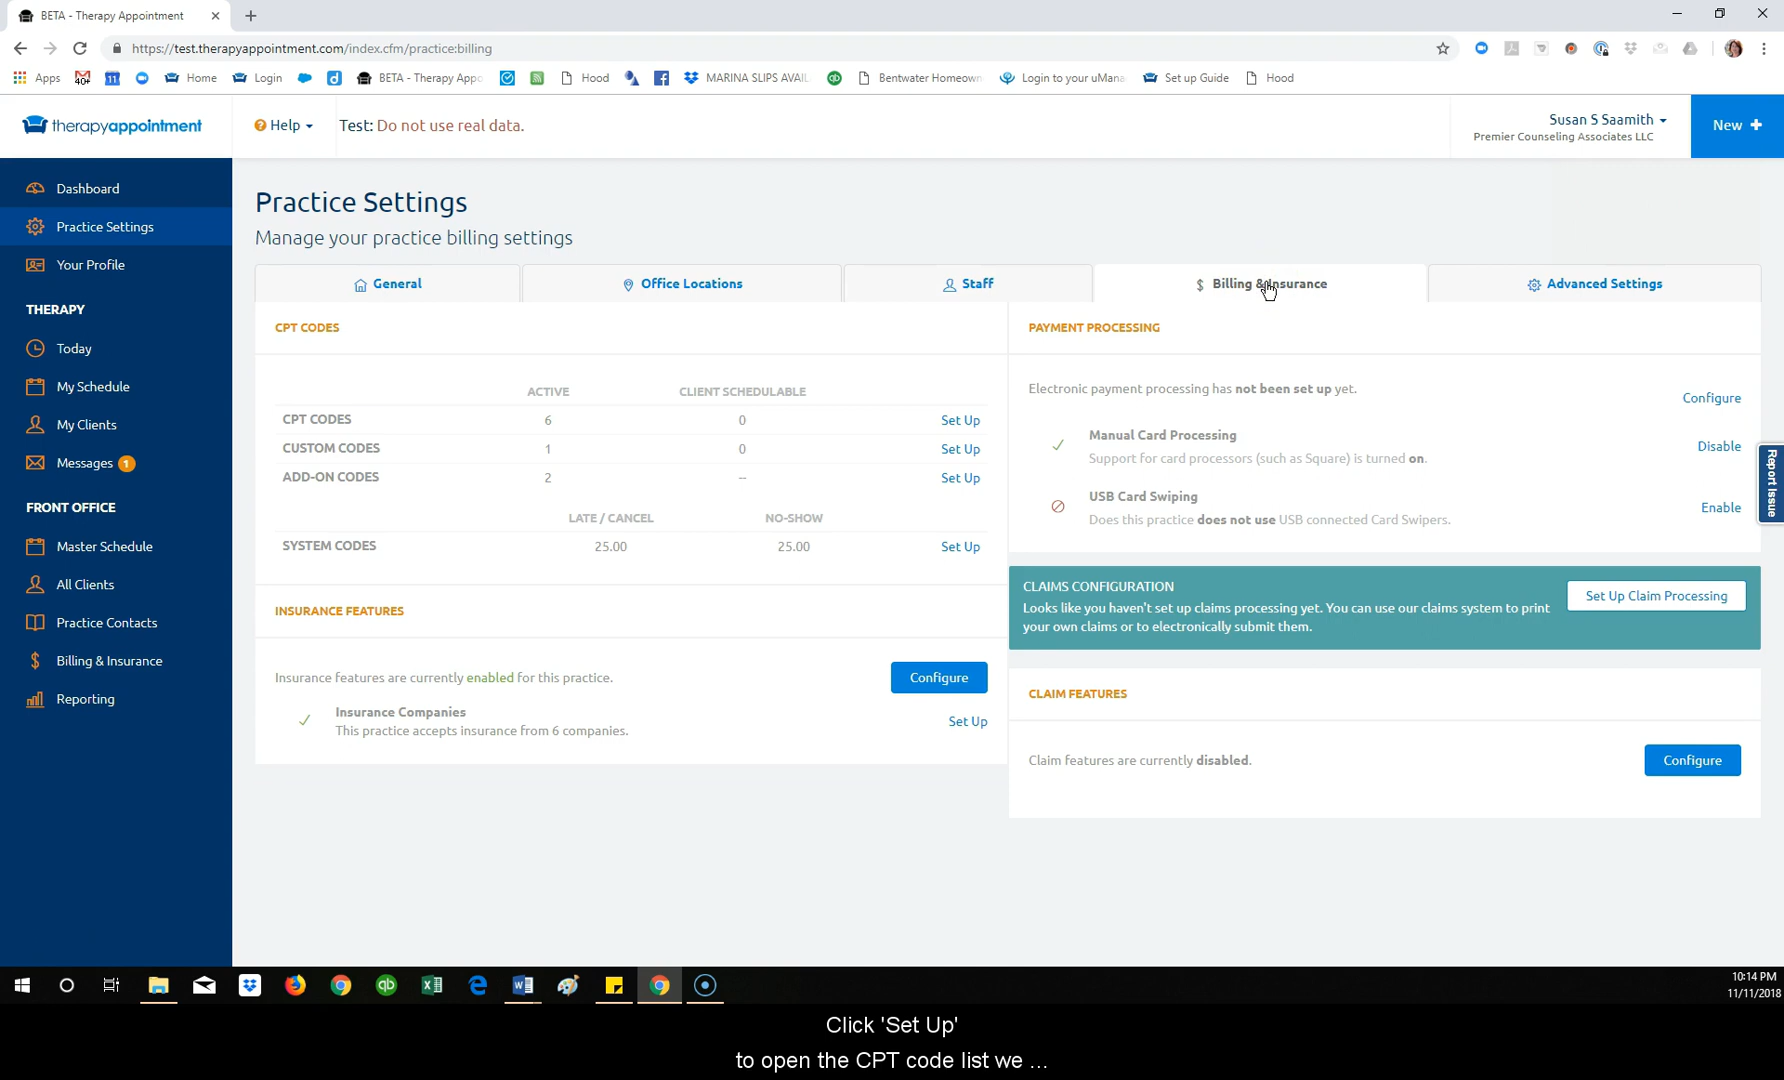 BETA - Therapy Appointment
https://test.therapyappointment.com/index.cfm/practice:billing
Apps
40+
11
Home
Login
BETA - Therapy Appo
Hood
MARINA SLIPS AVAIL
Bentwater Homeown
Login to your uMana
Set up Guide
Hood
therapyappointment
Help
Test: Do not use real data.
Susan S Saamith
Premier Counseling Associates LLC
New +
Dashboard
Practice Settings
Your Profile
THERAPY
Today
My Schedule
My Clients
Messages 1
FRONT OFFICE
Master Schedule
All Clients
Practice Contacts
Billing & Insurance
Reporting
Practice Settings
Manage your practice billing settings
General
Office Locations
Staff
$ Billing & Insurance
Advanced Settings
CPT CODES
ACTIVE CLIENT SCHEDULABLE
CPT CODES 6 0 Set Up
CUSTOM CODES 1 0 Set Up
ADD-ON CODES 2 -- Set Up
LATE / CANCEL NO-SHOW
SYSTEM CODES 25.00 25.00 Set Up
INSURANCE FEATURES
Insurance features are currently enabled for this practice.
Configure
Insurance Companies
This practice accepts insurance from 6 companies.
Set Up
PAYMENT PROCESSING
Electronic payment processing has not been set up yet.
Configure
Manual Card Processing
Support for card processors (such as Square) is turned on.
Disable
USB Card Swiping
Does this practice does not use USB connected Card Swipers.
Enable
CLAIMS CONFIGURATION
Looks like you haven't set up claims processing yet. You can use our claims system to print
your own claims or to electronically submit them.
Set Up Claim Processing
CLAIM FEATURES
Claim features are currently disabled.
Configure
Report Issue
10:14 PM
11/11/2018
Click 'Set Up'
to open the CPT code list we ...